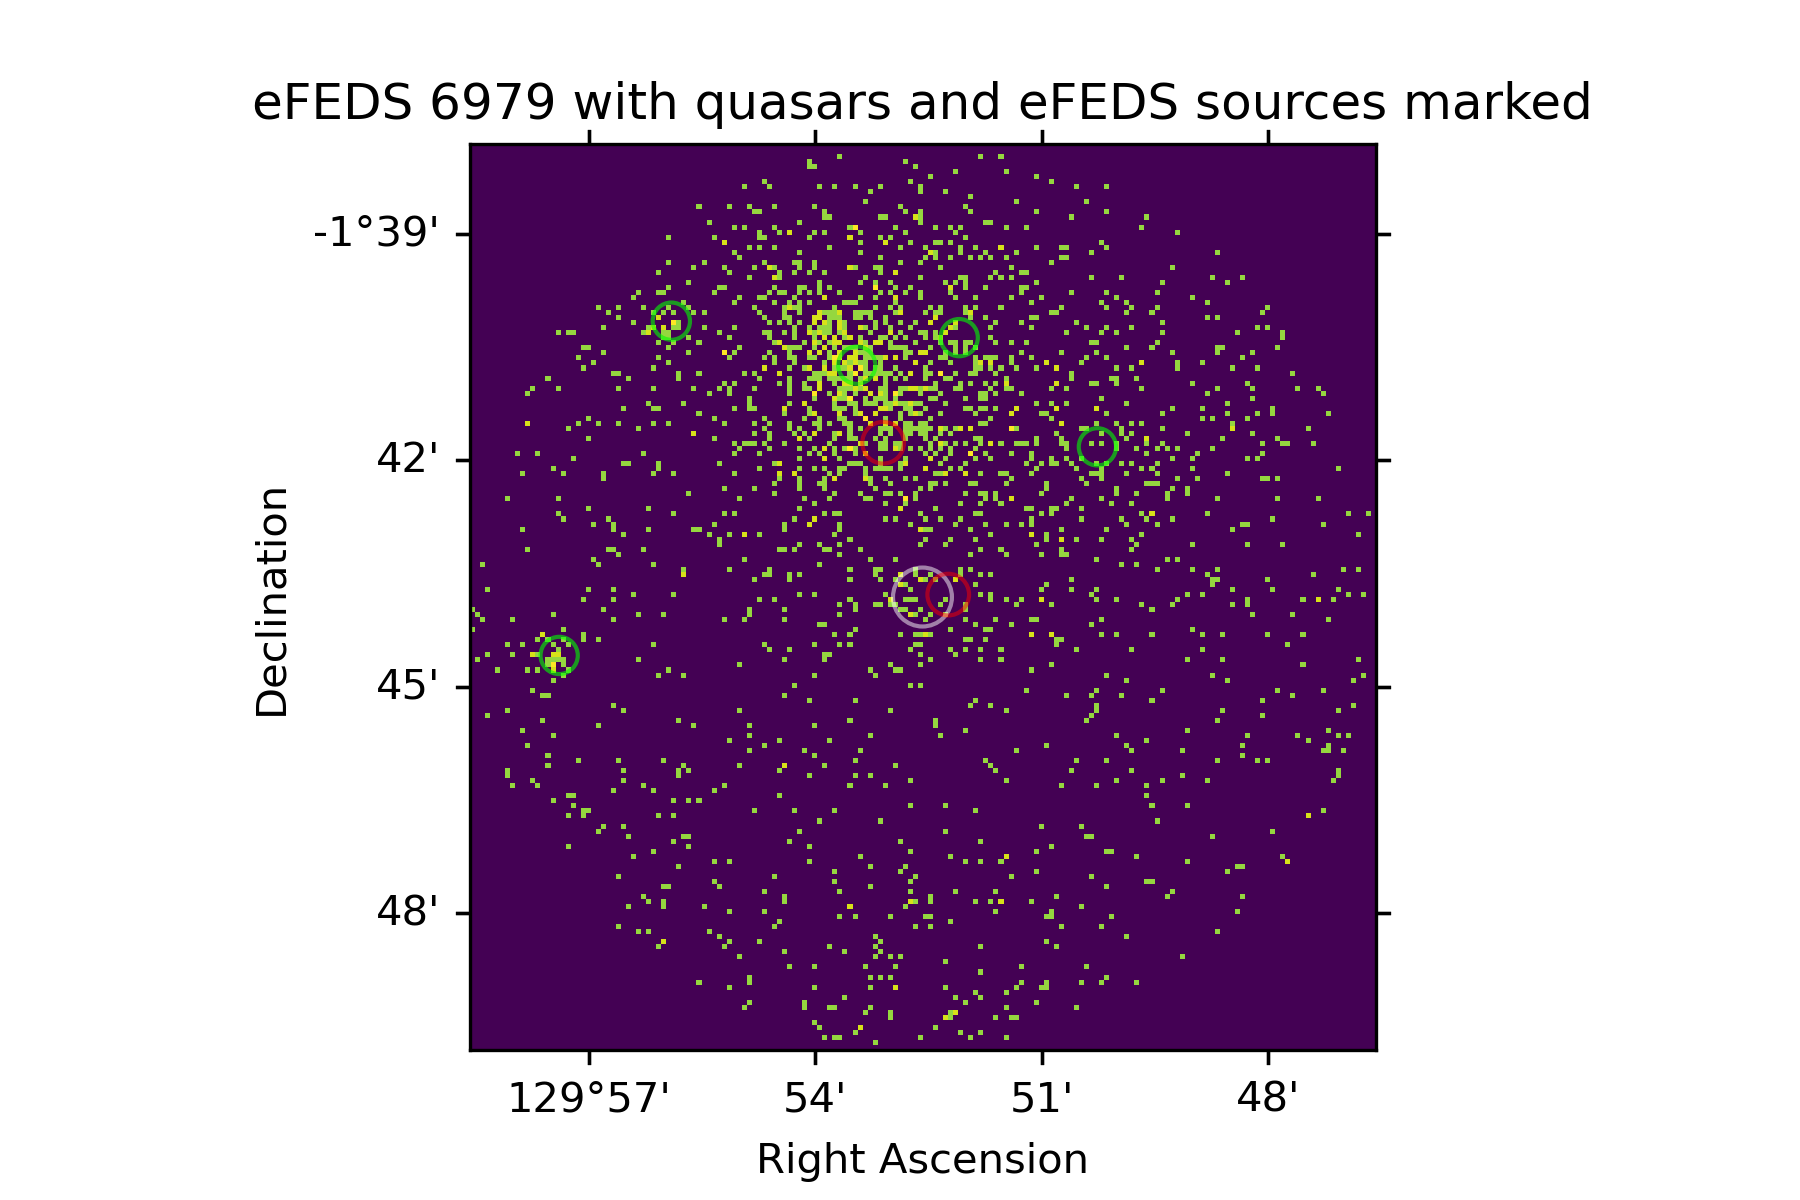 eFEDS 6979 with quasars and eFEDS sources marked
-1°39'
42'
45'
48'
Declination
129°57' 54' 51' 48'
Right Ascension